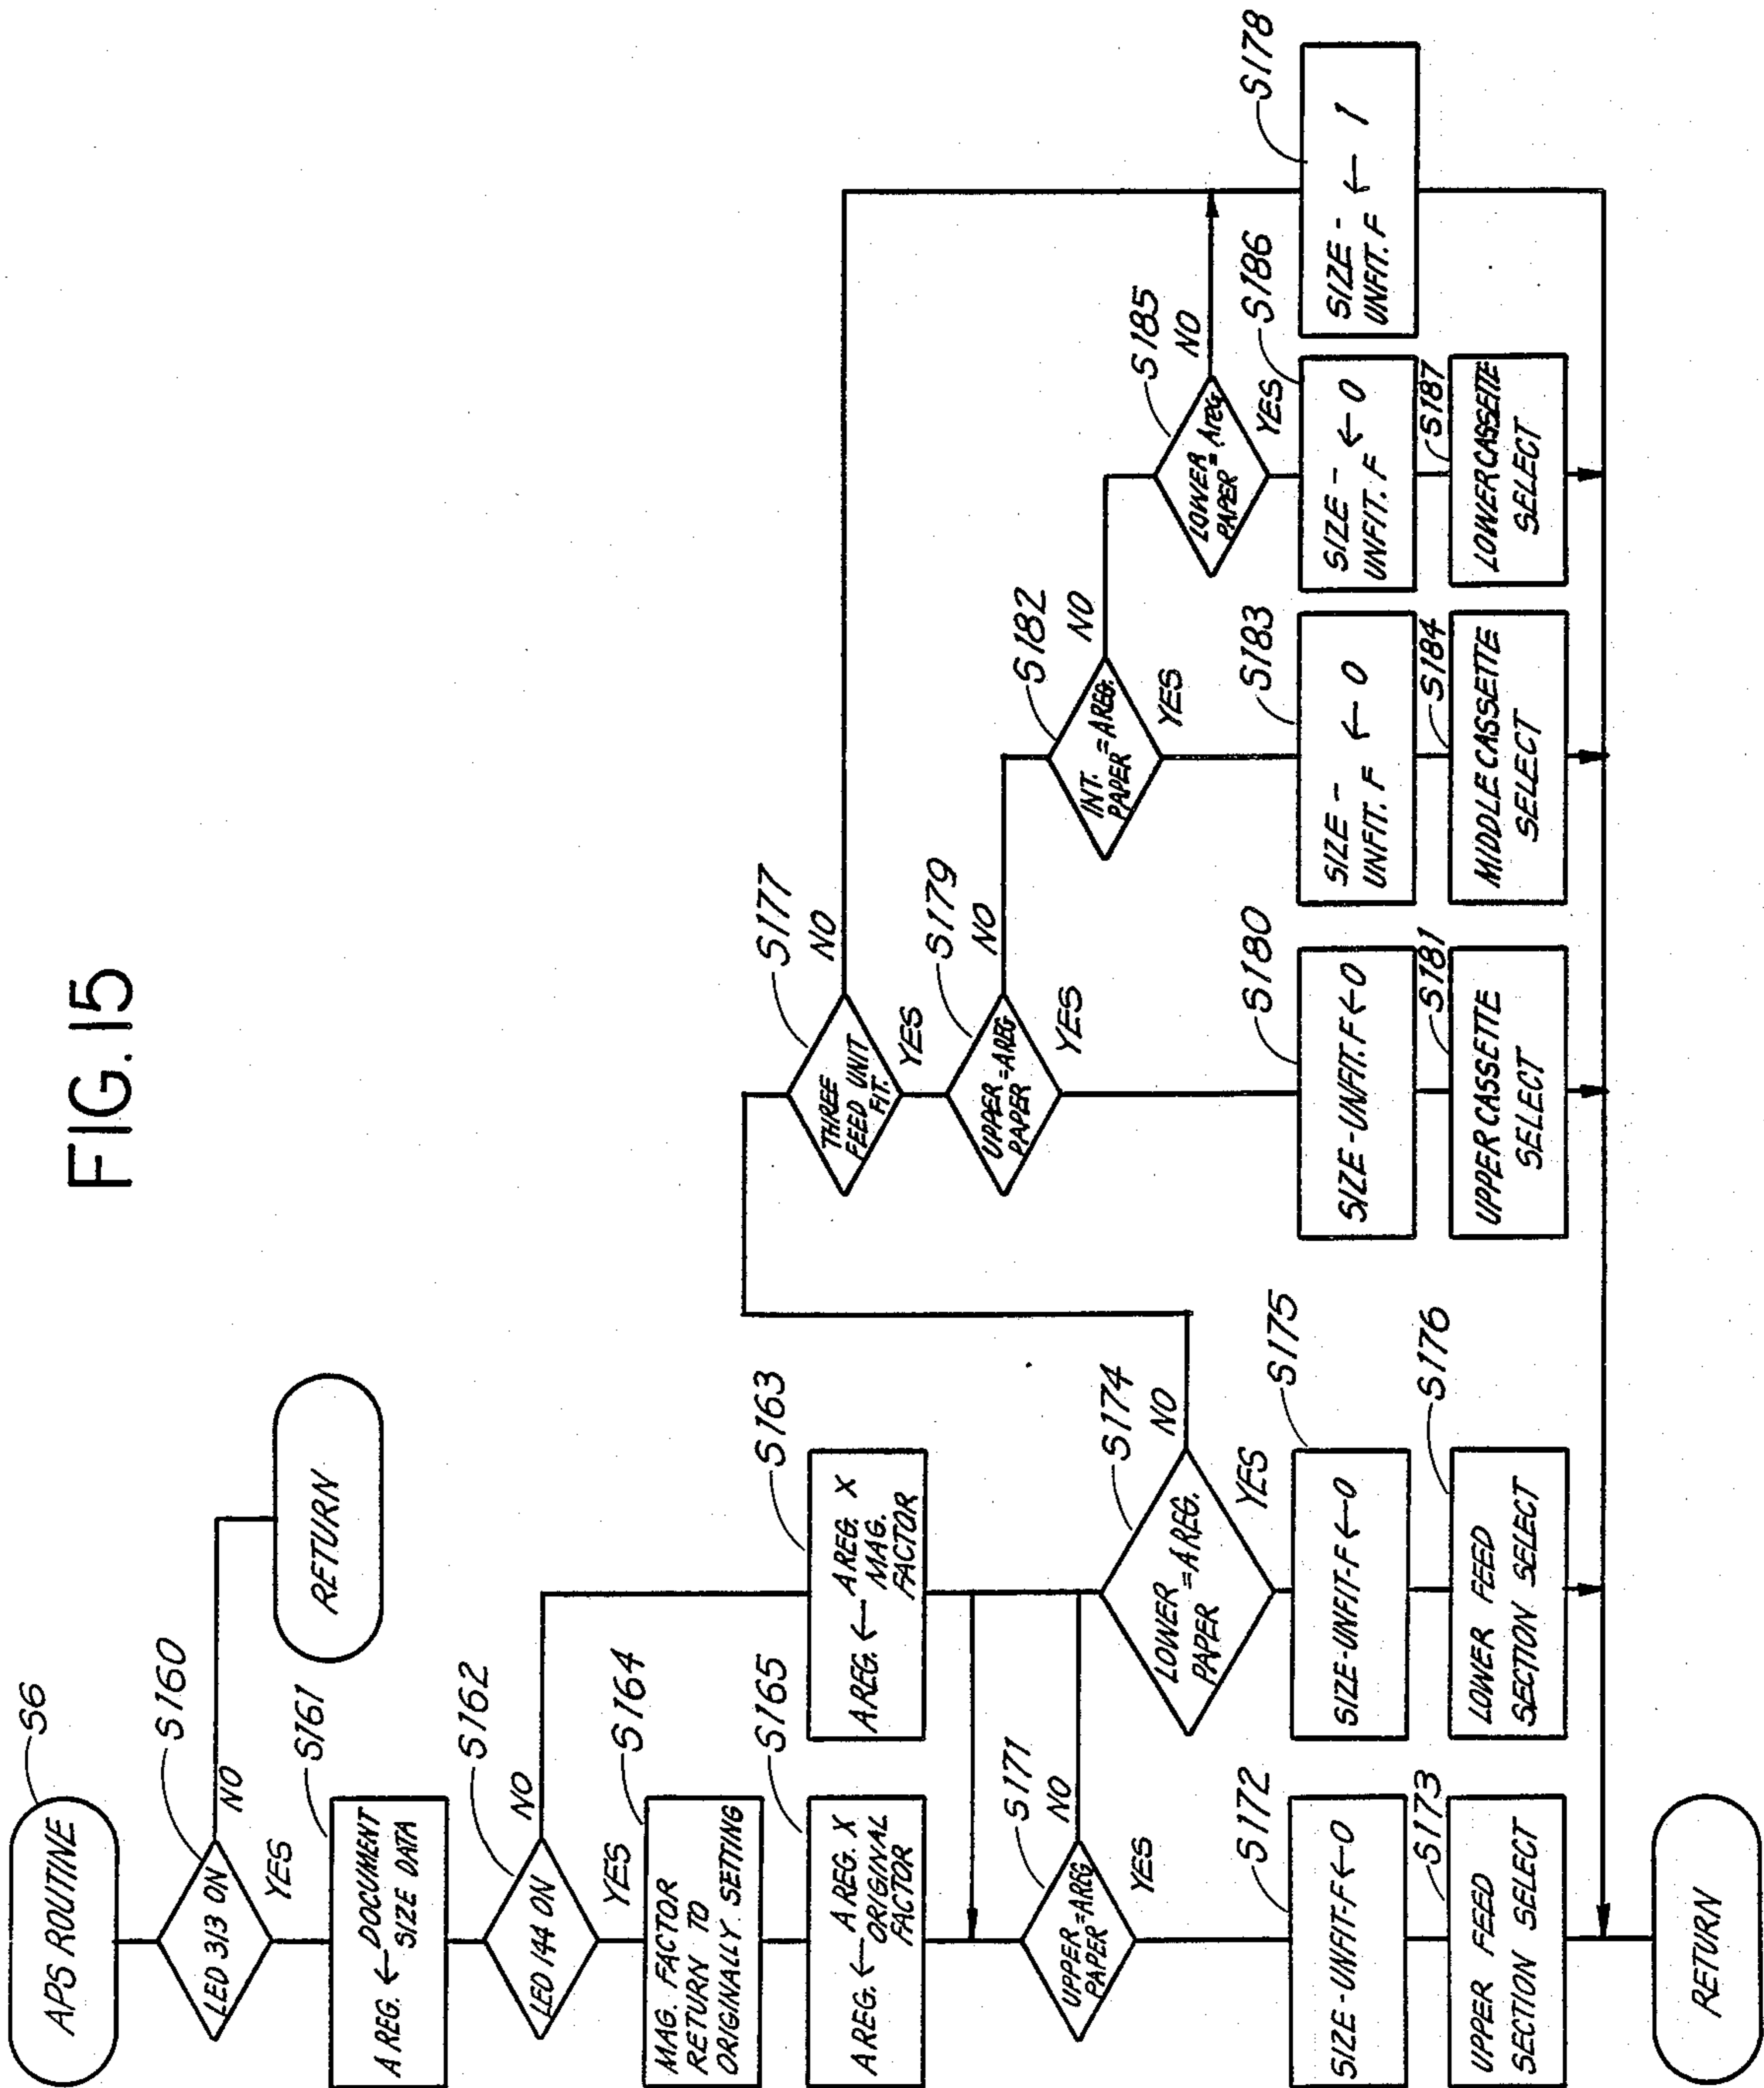 FIG. 15
APS ROUTINE
S6
LED 313 ON
S160
NO
YES
RETURN
A REG. ← DOCUMENT
SIZE DATA
S161
LED 144 ON
S162
NO
YES
MAG. FACTOR
RETURN TO
ORIGINALLY SETTING
S164
A REG. ← A REG. X
ORIGINAL
FACTOR
S165
A REG. ← A REG. X
MAG.
FACTOR
S163
UPPER = A REG.
PAPER
S171
NO
YES
SIZE-UNFIT-F ← 0
S172
UPPER FEED
SECTION SELECT
S173
LOWER = A REG.
PAPER
S174
NO
YES
SIZE-UNFIT-F ← 0
S175
LOWER FEED
SECTION SELECT
S176
THREE
FEED UNIT
FIT.
S177
NO
YES
UPPER = A REG
PAPER
S179
NO
YES
SIZE-UNFIT.F ← 0
S180
UPPER CASSETTE
SELECT
S181
INT. = A REG.
PAPER
S182
NO
YES
SIZE -
UNFIT. F ← 0
S183
MIDDLE CASSETTE
SELECT
S184
LOWER = A REG
PAPER
S185
NO
YES
SIZE -
UNFIT. F ← 0
S186
LOWER CASSETTE
SELECT
S187
SIZE -
UNFIT. F ← 1
S178
RETURN